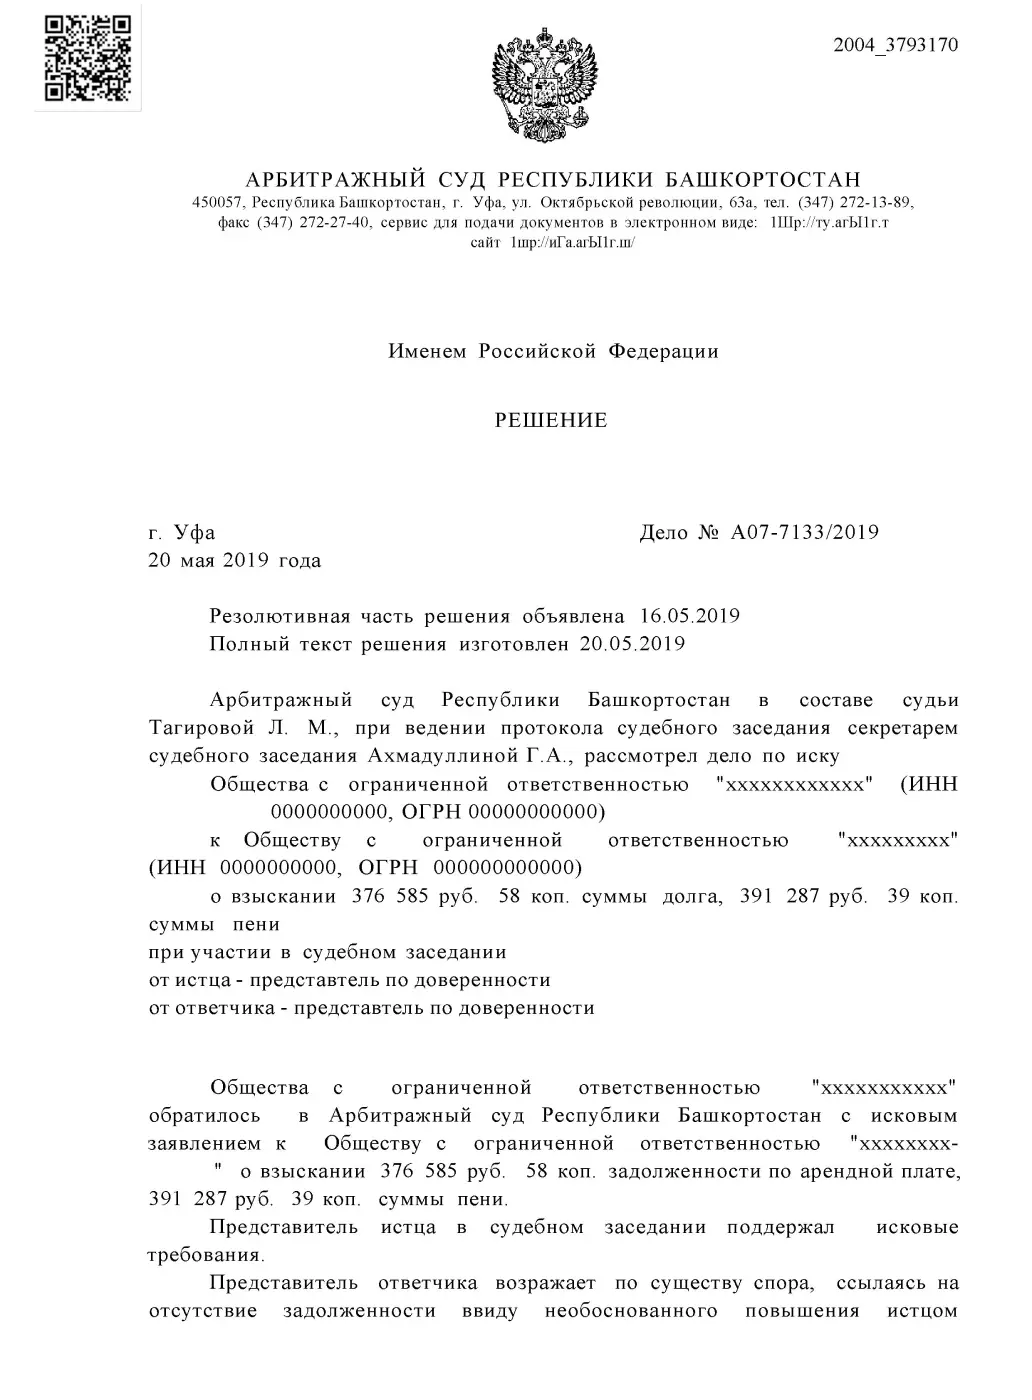 2004_3793170
АРБИТРАЖНЫЙ СУД РЕСПУБЛИКИ БАШКОРТОСТАН
450057, Республика Башкортостан, г. Уфа, ул. Октябрьской революции, 63а, тел. (347) 272-13-89,
факс (347) 272-27-40, сервис для подачи документов в электронном виде: 1Шр://ту.агЫ1г.т
сайт 1шр://иГа.агЫ1г.ш/
Именем Российской Федерации
РЕШЕНИЕ
г. Уфа Дело № А07-7133/2019
20 мая 2019 года
Резолютивная часть решения объявлена 16.05.2019
Полный текст решения изготовлен 20.05.2019
Арбитражный суд Республики Башкортостан в составе судьи
Тагировой Л. М., при ведении протокола судебного заседания секретарем
судебного заседания Ахмадуллиной Г.А., рассмотрел дело по иску
Общества с ограниченной ответственностью "хххххххххххх" (ИНН
0000000000, ОГРН 00000000000)
к Обществу с ограниченной ответственностью "ххххххххх"
(ИНН 0000000000, ОГРН 000000000000)
о взыскании 376 585 руб. 58 коп. суммы долга, 391 287 руб. 39 коп.
суммы пени
при участии в судебном заседании
от истца - представтель по доверенности
от ответчика - представтель по доверенности
Общества с ограниченной ответственностью "ххххххххххх"
обратилось в Арбитражный суд Республики Башкортостан с исковым
заявлением к Обществу с ограниченной ответственностью "хххххххх-
" о взыскании 376 585 руб. 58 коп. задолженности по арендной плате,
391 287 руб. 39 коп. суммы пени.
Представитель истца в судебном заседании поддержал исковые
требования.
Представитель ответчика возражает по существу спора, ссылаясь на
отсутствие задолженности ввиду необоснованного повышения истцом